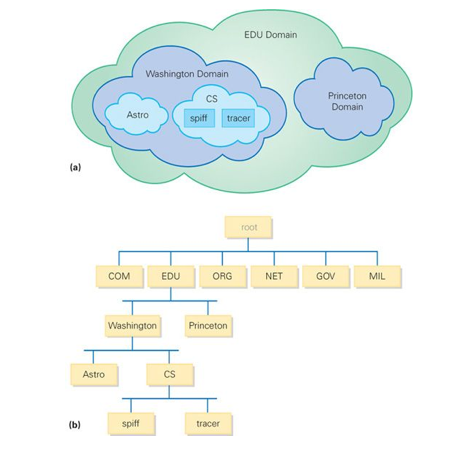 EDU Domain
Washington Domain
Astro
CS
spiff
tracer
Princeton
Domain
(a)
root
COM
EDU
ORG
NET
GOV
MIL
Washington
Princeton
Astro
CS
(b)
spiff
tracer